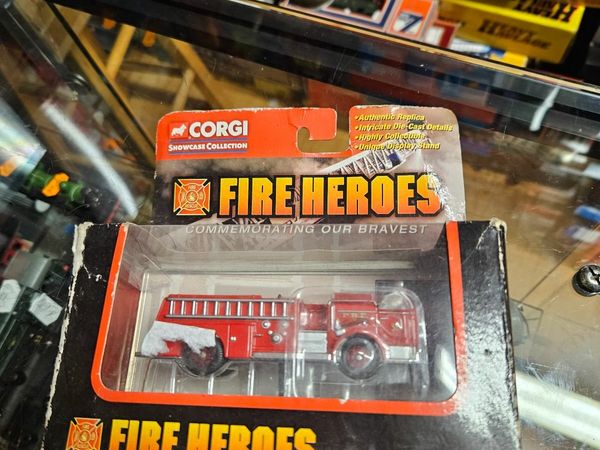 CORGI
SHOWCASE COLLECTION
•Authentic Replica
•Intricate Die-Cast Details
•Highly Collectible
•Unique Display Stand
FIRE HEROES
COMMEMORATING OUR BRAVEST
FIRE HEROES